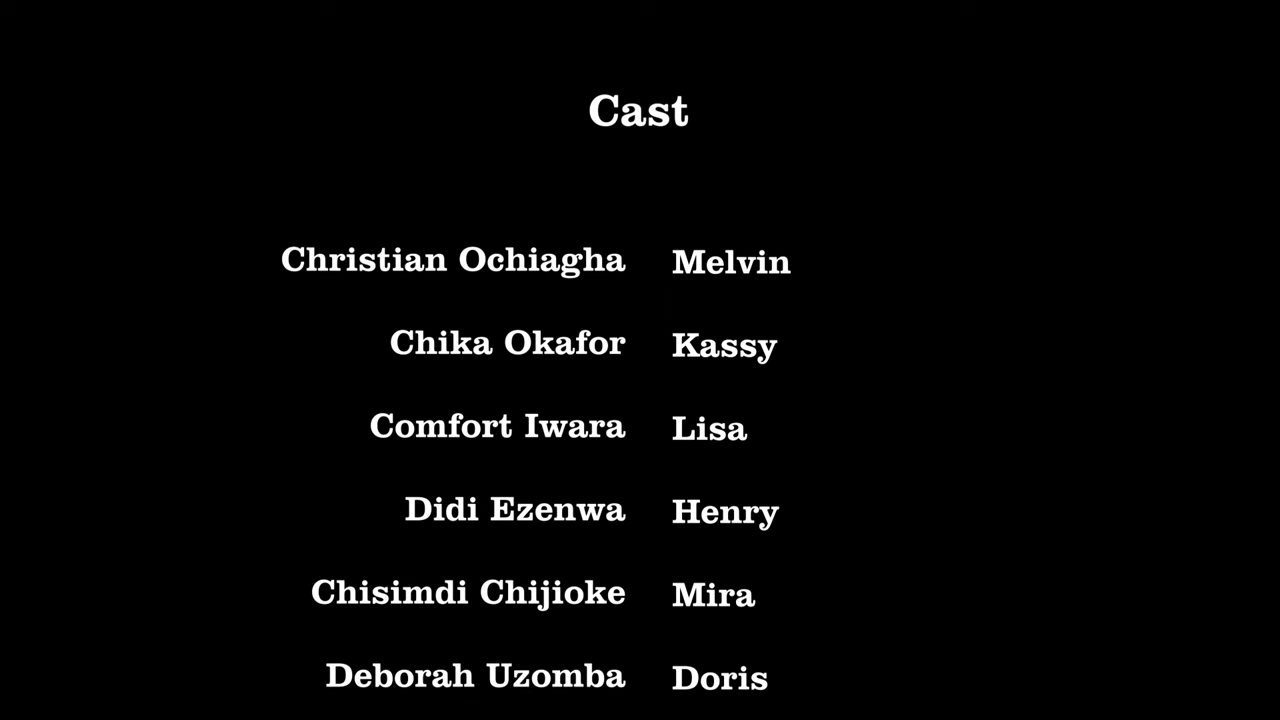 Cast
Christian Ochiagha Melvin
Chika Okafor Kassy
Comfort Iwara Lisa
Didi Ezenwa Henry
Chisimdi Chijioke Mira
Deborah Uzomba Doris